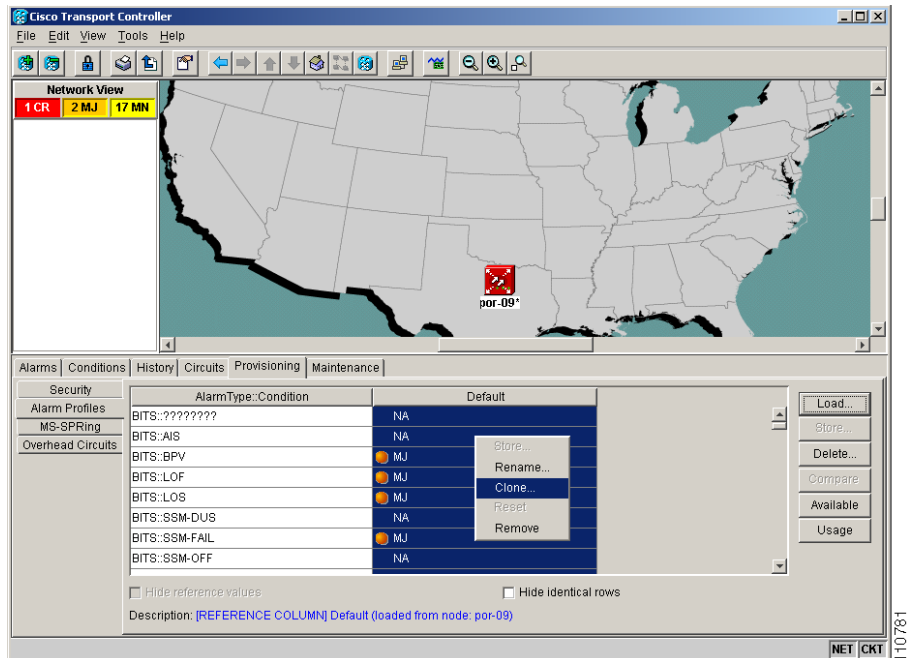 Cisco Transport Controller
File Edit View Tools Help
Network View
1 CR 2 MJ 17 MN
por-09*
Alarms Conditions History Circuits Provisioning Maintenance
Security
Alarm Profiles
MS-SPRing
Overhead Circuits
AlarmType::Condition Default
BITS::???????? NA
BITS::AIS NA
BITS::BPV MJ
BITS::LOF MJ
BITS::LOS MJ
BITS::SSM-DUS NA
BITS::SSM-FAIL MJ
BITS::SSM-OFF NA
Store...
Rename...
Clone...
Reset
Remove
Load...
Store...
Delete...
Compare
Available
Usage
Hide reference values Hide identical rows
Description: [REFERENCE COLUMN] Default (loaded from node: por-09)
NET CKT
110781